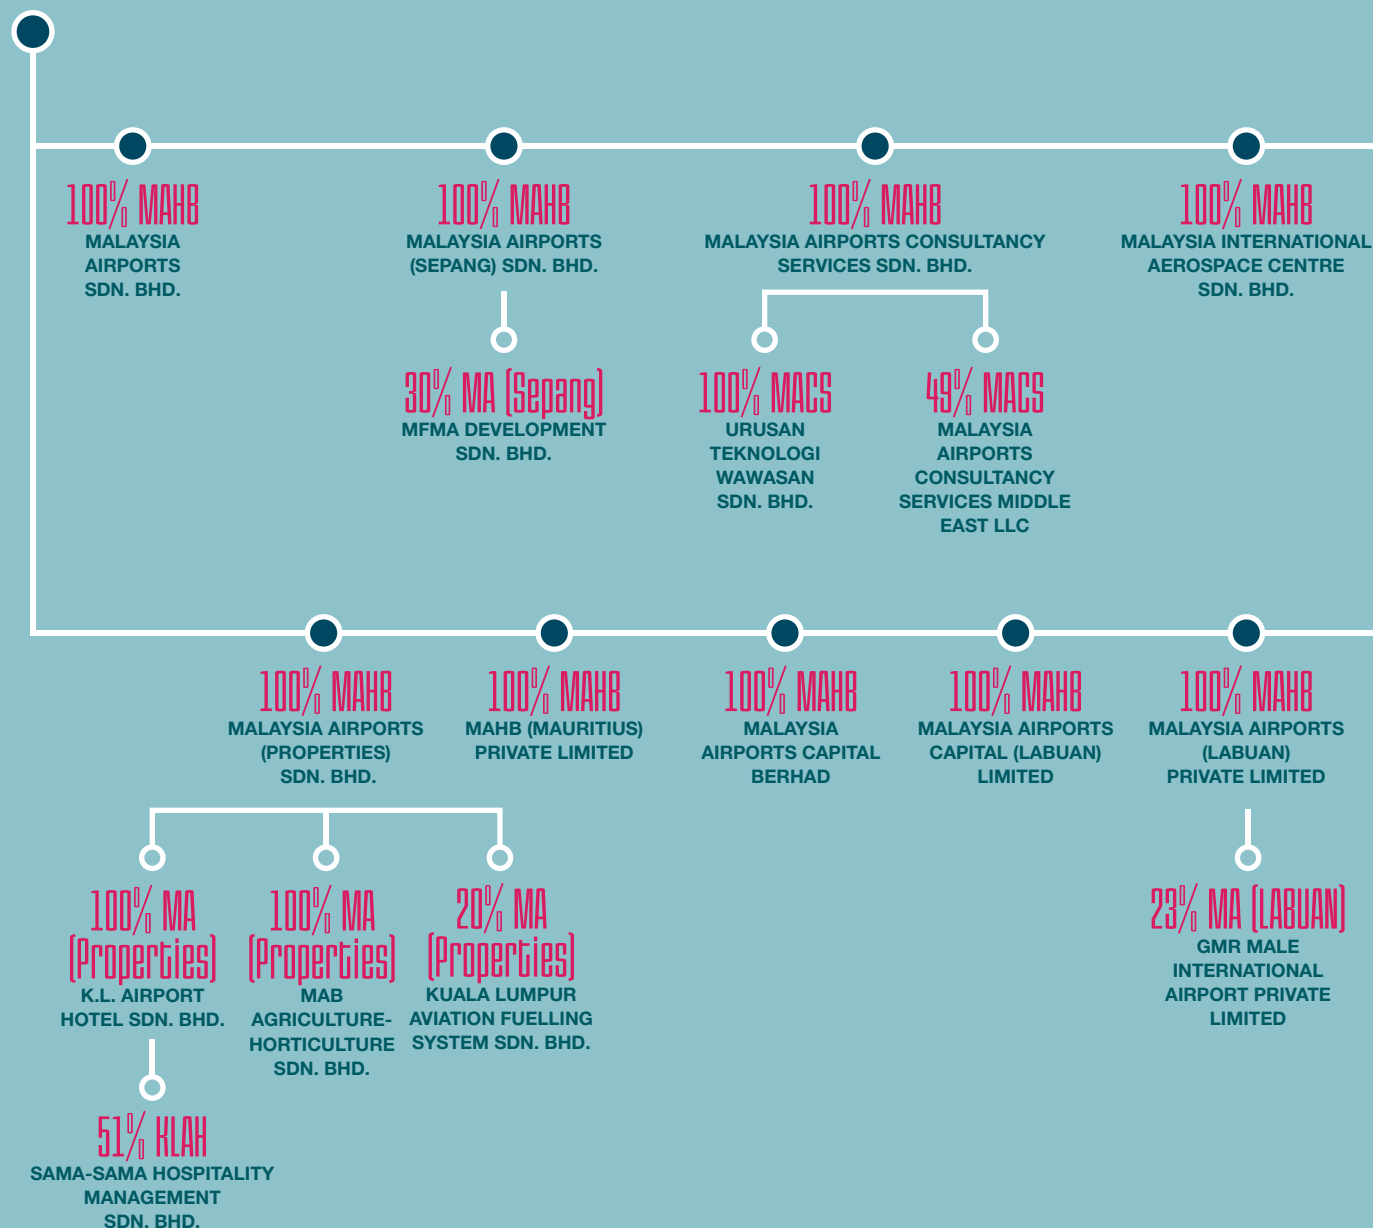 100% MAHB
MALAYSIA
AIRPORTS
SDN. BHD.
100% MAHB
MALAYSIA AIRPORTS
(SEPANG) SDN. BHD.
30% MA (Sepang)
MFMA DEVELOPMENT
SDN. BHD.
100% MAHB
MALAYSIA AIRPORTS CONSULTANCY
SERVICES SDN. BHD.
100% MACS
URUSAN
TEKNOLOGI
WAWASAN
SDN. BHD.
49% MACS
MALAYSIA
AIRPORTS
CONSULTANCY
SERVICES MIDDLE
EAST LLC
100% MAHB
MALAYSIA INTERNATIONAL
AEROSPACE CENTRE
SDN. BHD.
100% MAHB
MALAYSIA AIRPORTS
(PROPERTIES)
SDN. BHD.
100% MA
(Properties)
K.L. AIRPORT
HOTEL SDN. BHD.
51% KLAH
SAMA-SAMA HOSPITALITY
MANAGEMENT
SDN. BHD.
100% MA
(Properties)
MAB
AGRICULTURE-
HORTICULTURE
SDN. BHD.
20% MA
(Properties)
KUALA LUMPUR
AVIATION FUELLING
SYSTEM SDN. BHD.
100% MAHB
MAHB (MAURITIUS)
PRIVATE LIMITED
100% MAHB
MALAYSIA
AIRPORTS CAPITAL
BERHAD
100% MAHB
MALAYSIA AIRPORTS
CAPITAL (LABUAN)
LIMITED
100% MAHB
MALAYSIA AIRPORTS
(LABUAN)
PRIVATE LIMITED
23% MA (LABUAN)
GMR MALE
INTERNATIONAL
AIRPORT PRIVATE
LIMITED